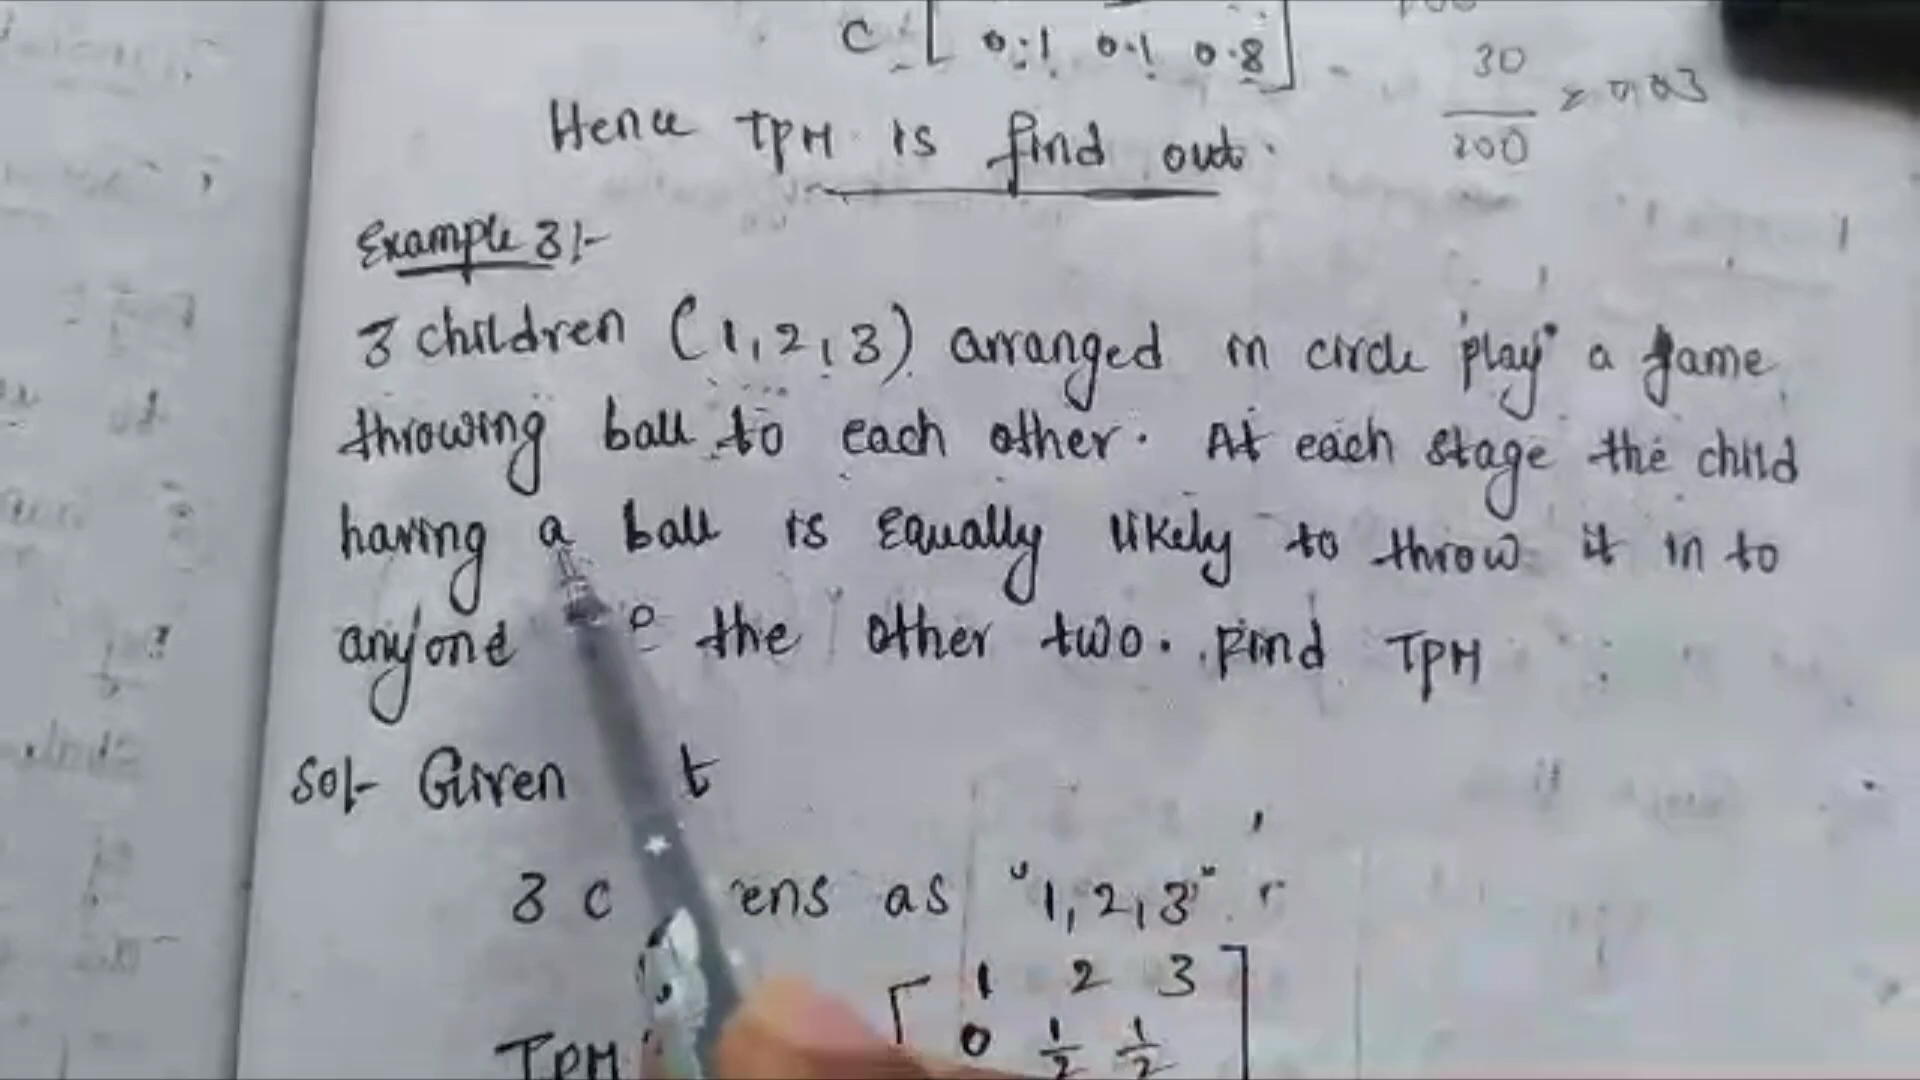 C 0.1 0.1 0.8
30
200
Hence TPM is find out.
Example 3:-
3 children (1,2,3) arranged in circle "play" a game
throwing ball to each other. At each stage the child
having a ball is equally likely to throw it in to
anyone the other two. Find TPM
Sol- Given
3 as "1,2,3"
1 2 3
TPM 0 1/2 1/2